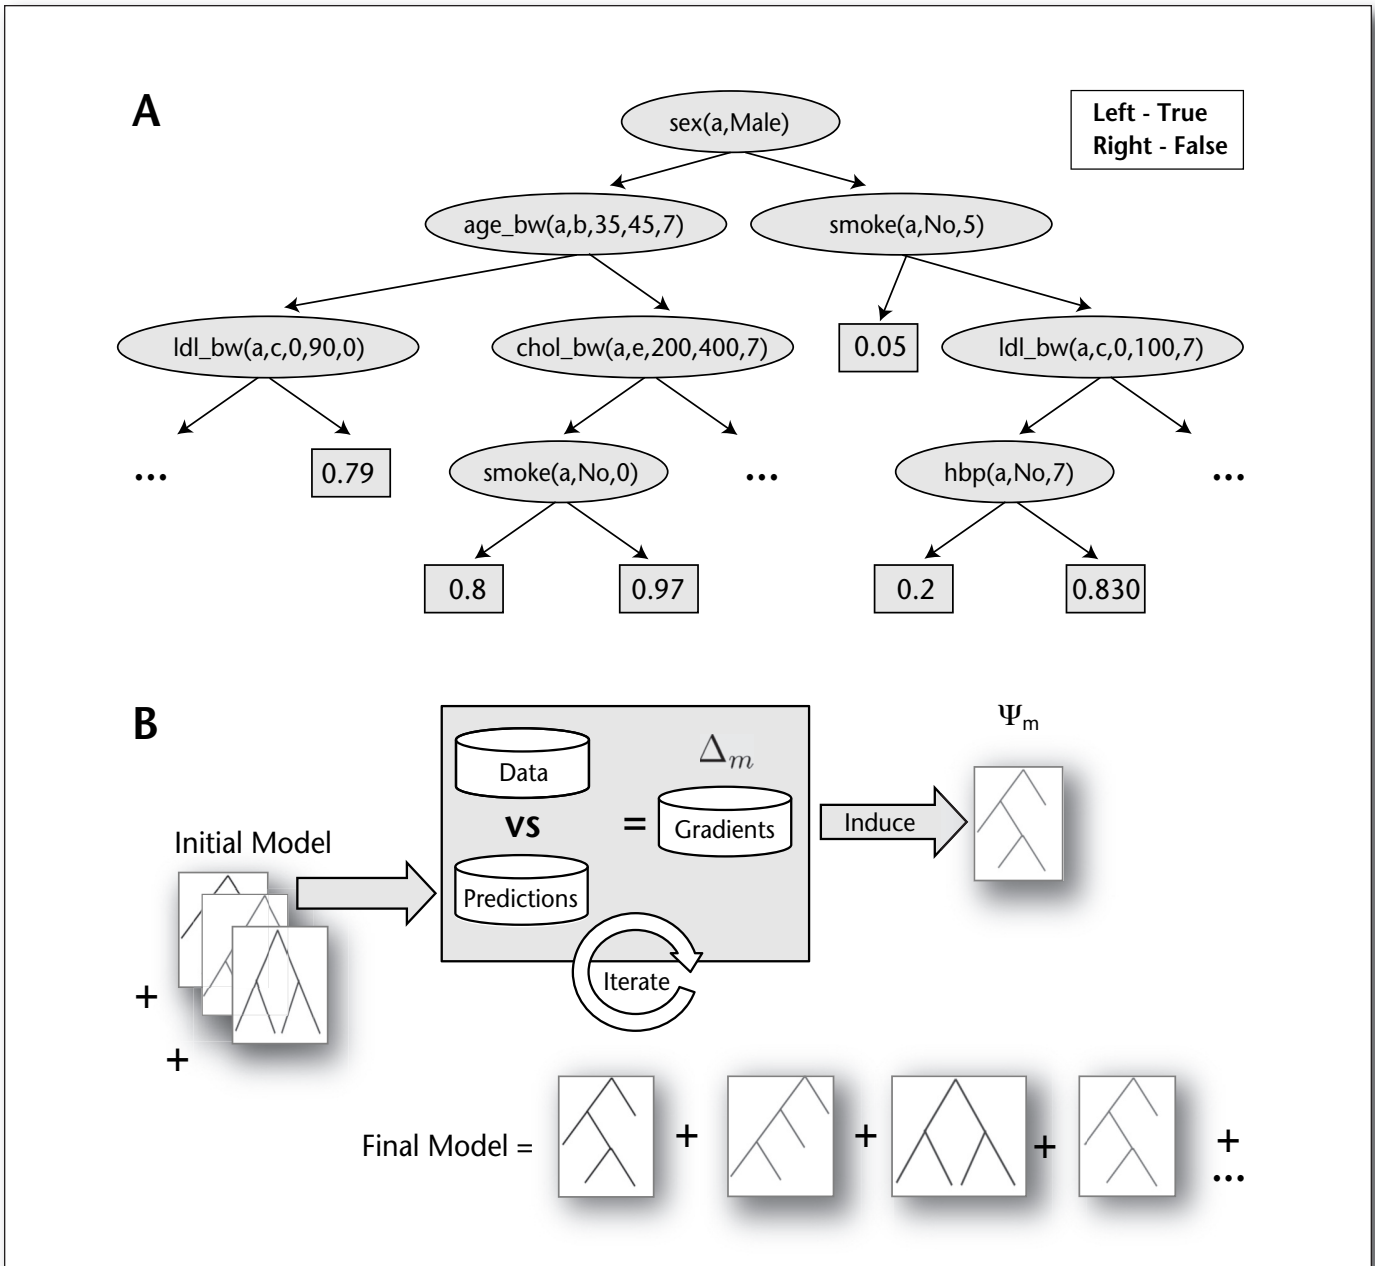 A
sex(a,Male)
Left - True
Right - False
age_bw(a,b,35,45,7)
smoke(a,No,5)
ldl_bw(a,c,0,90,0)
chol_bw(a,e,200,400,7)
0.05
ldl_bw(a,c,0,100,7)
...
0.79
smoke(a,No,0)
...
hbp(a,No,7)
...
0.8
0.97
0.2
0.830
B
Data
vs
Predictions
=
Δm
Gradients
Iterate
Induce
Ψm
Initial Model
+
+
Final Model =
+
+
+
+
...